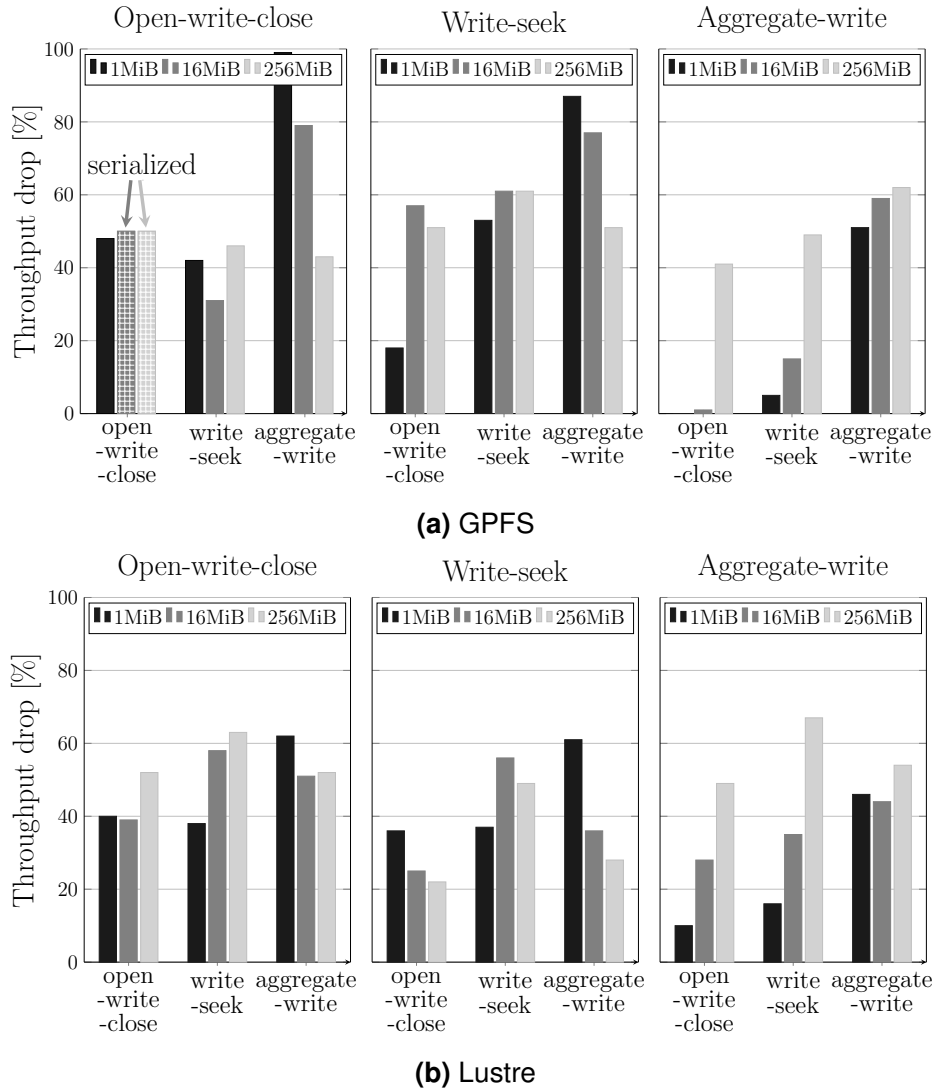 Open-write-close
Write-seek
Aggregate-write
Throughput drop [%]
100
80
60
40
20
0
1MiB 16MiB 256MiB
serialized
open
-write
-close
write
-seek
aggregate
-write
1MiB 16MiB 256MiB
open
-write
-close
write
-seek
aggregate
-write
1MiB 16MiB 256MiB
open
-write
-close
write
-seek
aggregate
-write
(a) GPFS
Open-write-close
Write-seek
Aggregate-write
Throughput drop [%]
100
80
60
40
20
0
1MiB 16MiB 256MiB
open
-write
-close
write
-seek
aggregate
-write
1MiB 16MiB 256MiB
open
-write
-close
write
-seek
aggregate
-write
1MiB 16MiB 256MiB
open
-write
-close
write
-seek
aggregate
-write
(b) Lustre